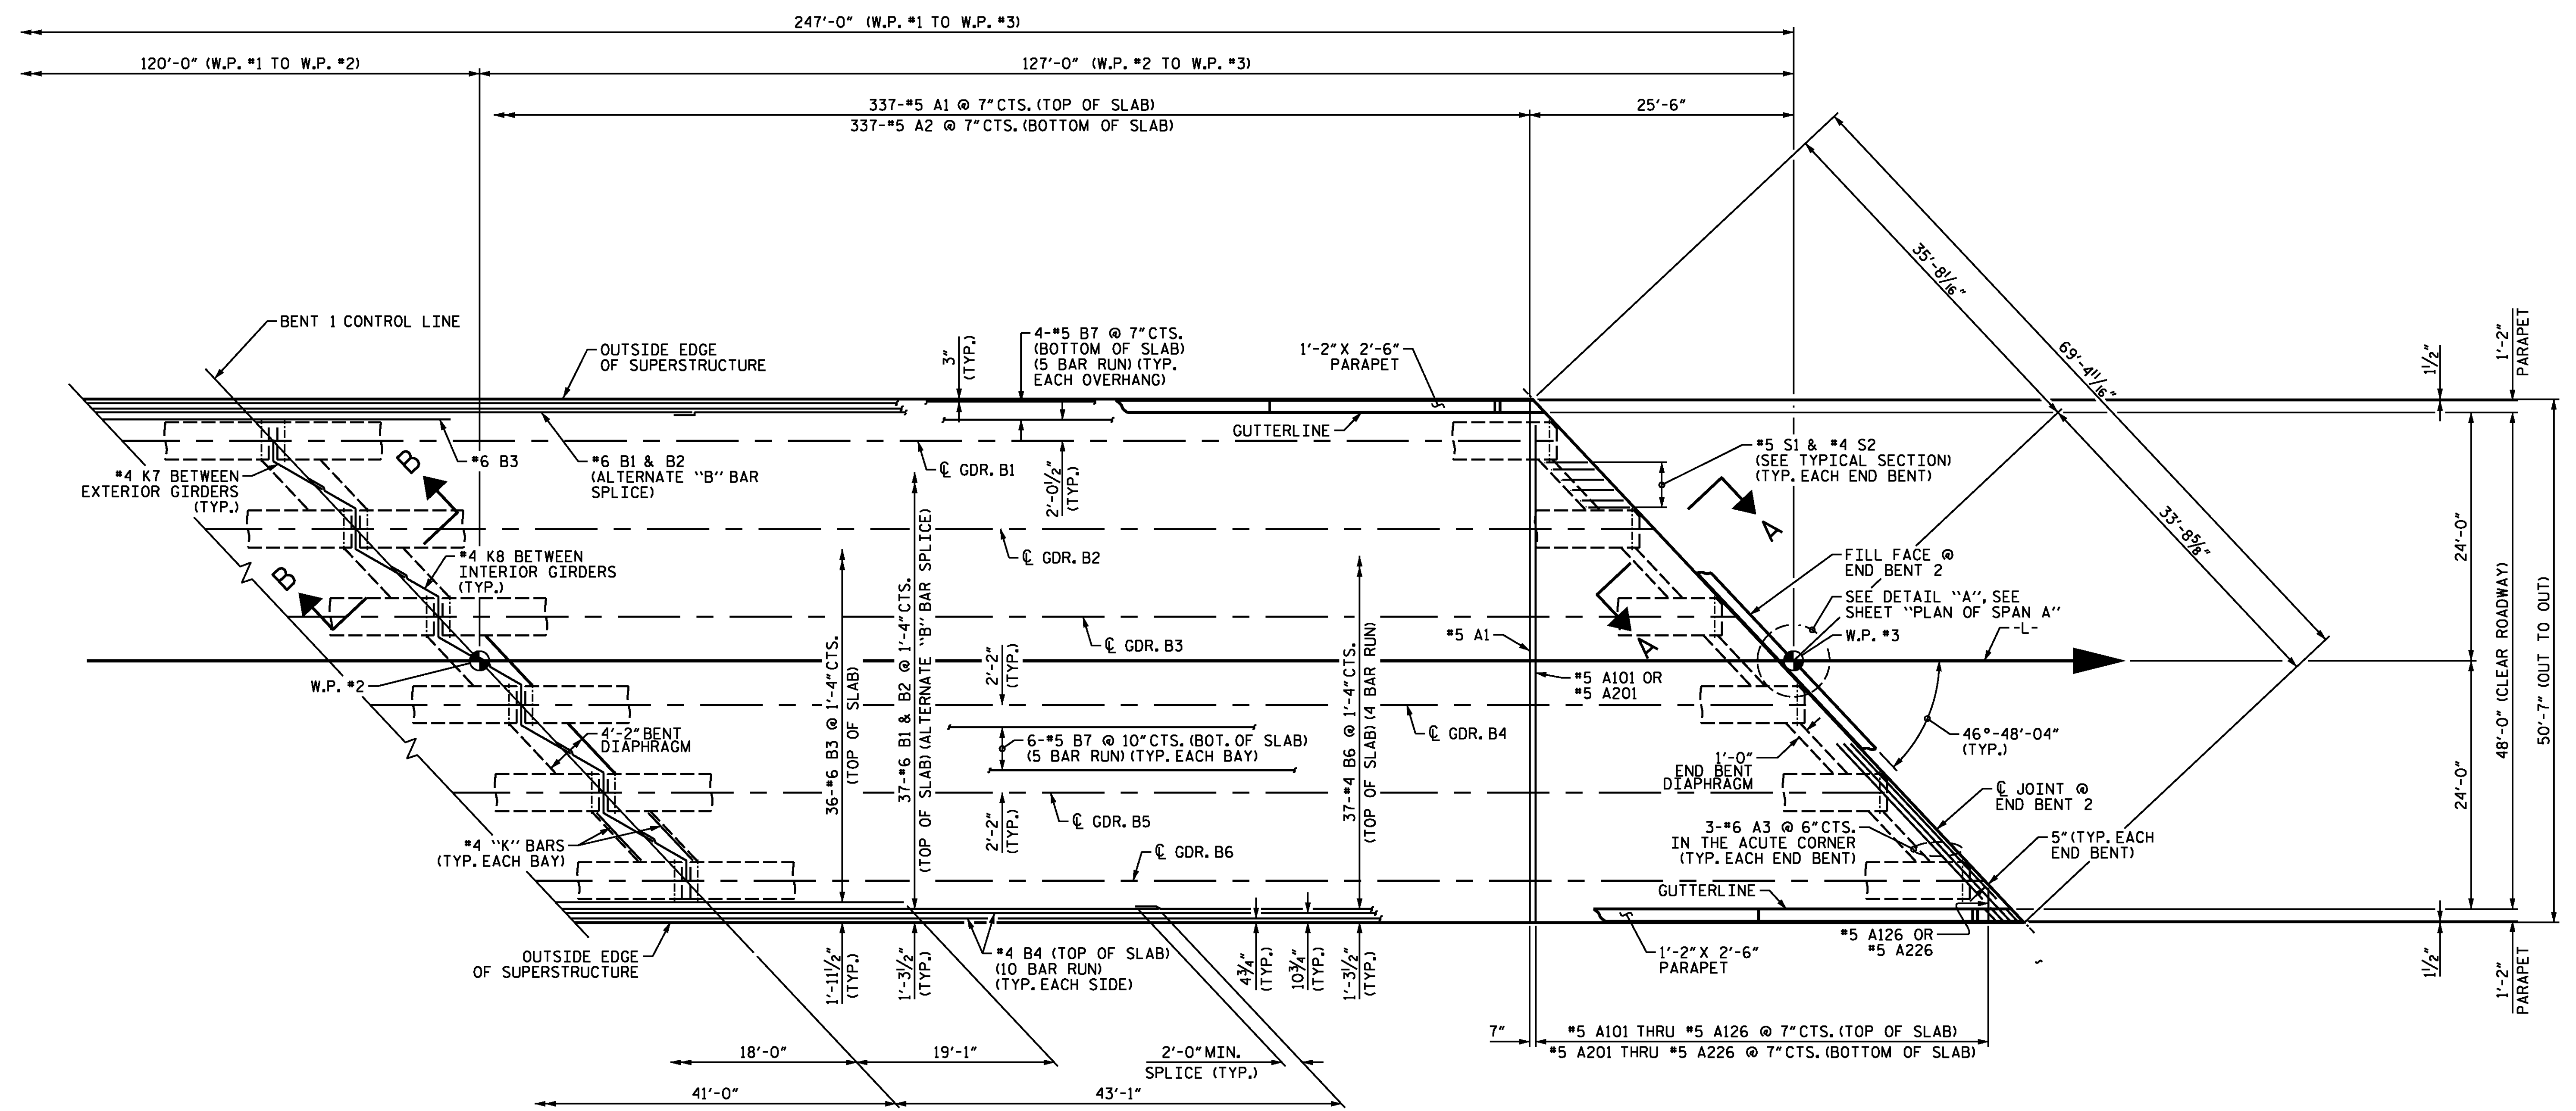 247'-0" (W.P. #1 TO W.P. #3)
120'-0" (W.P. #1 TO W.P. #2)
127'-0" (W.P. #2 TO W.P. #3)
337-#5 A1 @ 7" CTS. (TOP OF SLAB)
337-#5 A2 @ 7" CTS. (BOTTOM OF SLAB)
25'-6"
35'-8 1/16"
69'-4 11/16"
33'-8 5/8"
BENT 1 CONTROL LINE
OUTSIDE EDGE
OF SUPERSTRUCTURE
3"
(TYP.)
4-#5 B7 @ 7" CTS.
(BOTTOM OF SLAB)
(5 BAR RUN) (TYP.
EACH OVERHANG)
1'-2" X 2'-6"
PARAPET
1 1/2"
1'-2"
PARAPET
GUTTERLINE
#4 K7 BETWEEN
EXTERIOR GIRDERS
(TYP.)
B
#6 B3
#6 B1 & B2
(ALTERNATE "B" BAR
SPLICE)
℄ GDR. B1
2'-0 1/2"
(TYP.)
#5 S1 & #4 S2
(SEE TYPICAL SECTION)
(TYP. EACH END BENT)
A
24'-0"
B
#4 K8 BETWEEN
INTERIOR GIRDERS
(TYP.)
℄ GDR. B2
FILL FACE @
END BENT 2
SEE DETAIL "A", SEE
SHEET "PLAN OF SPAN A"
W.P. #3
-L-
A
℄ GDR. B3
#5 A1
#5 A101 OR
#5 A201
W.P. #2
36-#6 B3 @ 1'-4" CTS.
(TOP OF SLAB)
37-#6 B1 & B2 @ 1'-4" CTS.
(TOP OF SLAB) (ALTERNATE "B" BAR SPLICE)
2'-2"
(TYP.)
37-#4 B6 @ 1'-4" CTS.
(TOP OF SLAB) (4 BAR RUN)
48'-0" (CLEAR ROADWAY)
50'-7" (OUT TO OUT)
4'-2" BENT
DIAPHRAGM
6-#5 B7 @ 10" CTS. (BOT. OF SLAB)
(5 BAR RUN) (TYP. EACH BAY)
℄ GDR. B4
46°-48'-04"
(TYP.)
1'-0"
END BENT
DIAPHRAGM
℄ JOINT @
END BENT 2
24'-0"
2'-2"
(TYP.)
℄ GDR. B5
#4 "K" BARS
(TYP. EACH BAY)
℄ GDR. B6
3-#6 A3 @ 6" CTS.
IN THE ACUTE CORNER
(TYP. EACH END BENT)
5" (TYP. EACH
END BENT)
GUTTERLINE
OUTSIDE EDGE
OF SUPERSTRUCTURE
1'-11 1/2"
(TYP.)
1'-3 1/2"
(TYP.)
#4 B4 (TOP OF SLAB)
(10 BAR RUN)
(TYP. EACH SIDE)
4 3/4"
(TYP.)
10 3/4"
(TYP.)
1'-3 1/2"
(TYP.)
1'-2" X 2'-6"
PARAPET
#5 A126 OR
#5 A226
1 1/2"
1'-2"
PARAPET
7"
#5 A101 THRU #5 A126 @ 7" CTS. (TOP OF SLAB)
#5 A201 THRU #5 A226 @ 7" CTS. (BOTTOM OF SLAB)
18'-0"
19'-1"
2'-0" MIN.
SPLICE (TYP.)
41'-0"
43'-1"